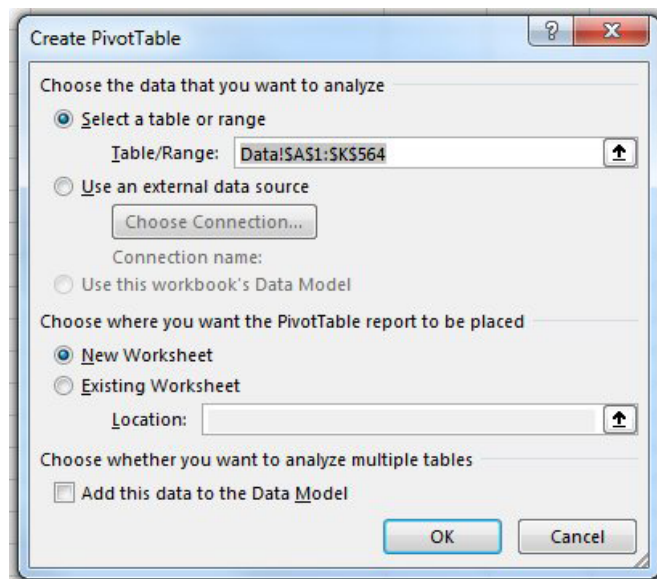 Create PivotTable
?
Choose the data that you want to analyze
Select a table or range
Table/Range: Data!$A$1:$K$564
Use an external data source
Choose Connection...
Connection name:
Use this workbook's Data Model
Choose where you want the PivotTable report to be placed
New Worksheet
Existing Worksheet
Location:
Choose whether you want to analyze multiple tables
Add this data to the Data Model
OK Cancel